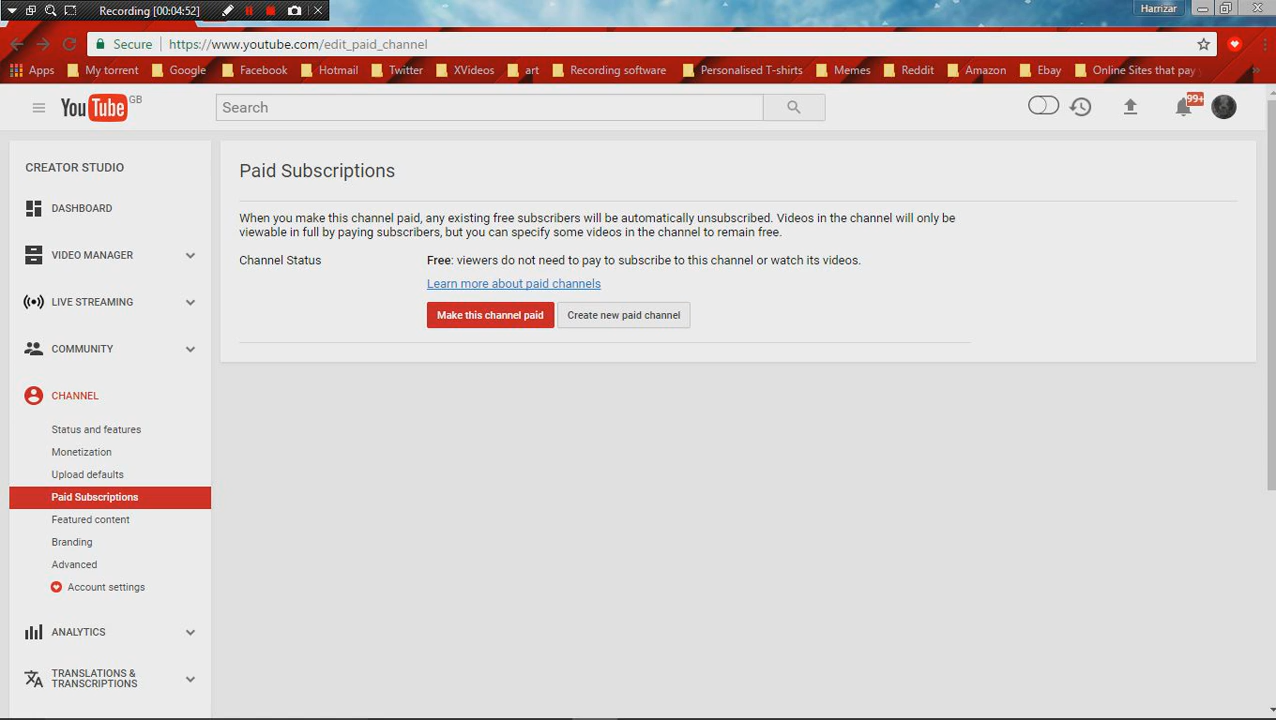 Recording [00:04:52]
Harrizar
Secure https://www.youtube.com/edit_paid_channel
Apps My torrent Google Facebook Hotmail Twitter XVideos art Recording software Personalised T-shirts Memes Reddit Amazon Ebay Online Sites that pay
YouTube GB
Search
99+
CREATOR STUDIO
DASHBOARD
VIDEO MANAGER
LIVE STREAMING
COMMUNITY
CHANNEL
Status and features
Monetization
Upload defaults
Paid Subscriptions
Featured content
Branding
Advanced
Account settings
ANALYTICS
TRANSLATIONS &
TRANSCRIPTIONS
Paid Subscriptions
When you make this channel paid, any existing free subscribers will be automatically unsubscribed. Videos in the channel will only be
viewable in full by paying subscribers, but you can specify some videos in the channel to remain free.
Channel Status
Free: viewers do not need to pay to subscribe to this channel or watch its videos.
Learn more about paid channels
Make this channel paid
Create new paid channel